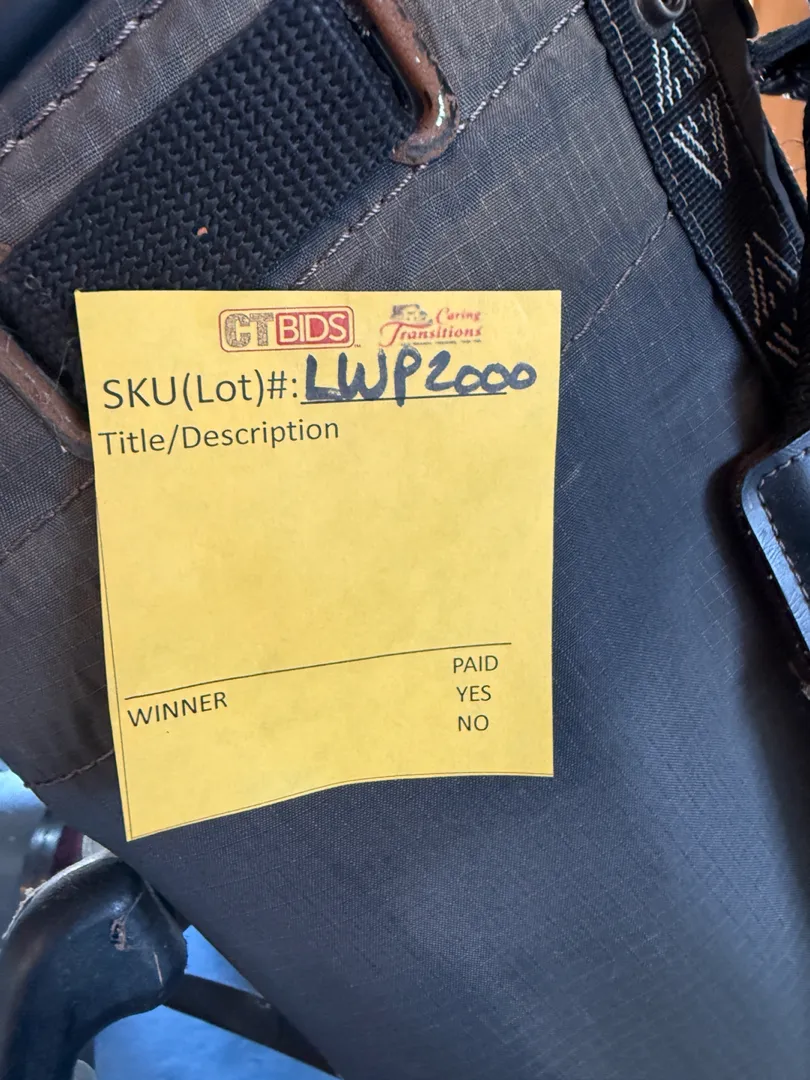 CTBIDS
Caring
Transitions
SKU(Lot)#: LWP2000
Title/Description
PAID
WINNER YES
NO